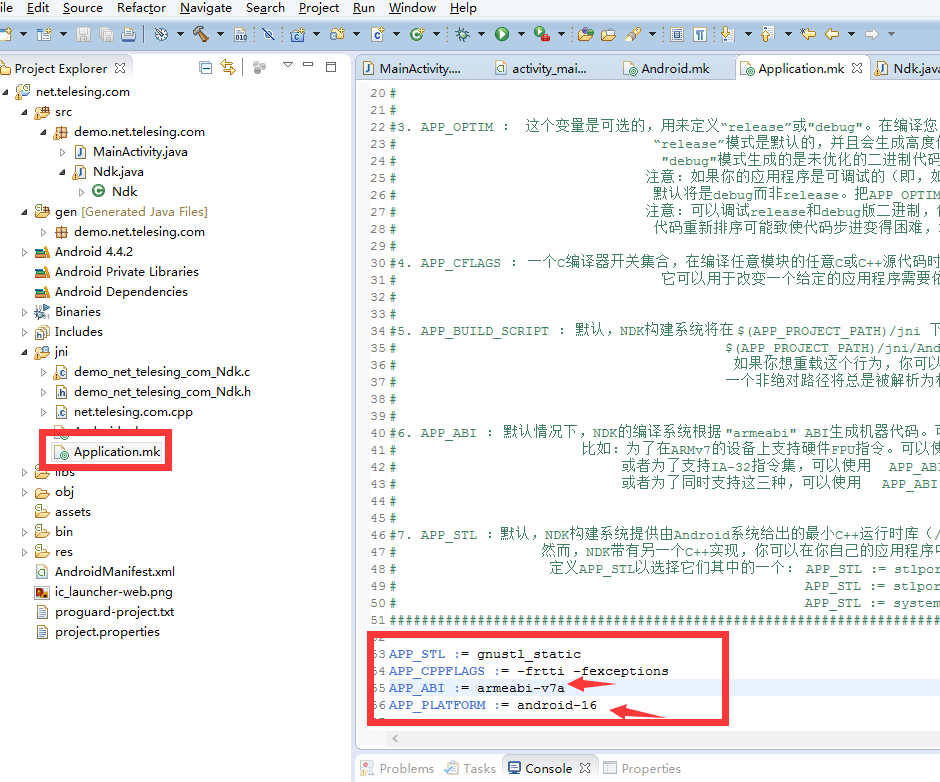 ile Edit Source Refactor Navigate Search Project Run Window Help
Project Explorer
net.telesing.com
src
demo.net.telesing.com
MainActivity.java
Ndk.java
Ndk
gen [Generated Java Files]
demo.net.telesing.com
Android 4.4.2
Android Private Libraries
Android Dependencies
Binaries
Includes
jni
demo_net_telesing_com_Ndk.c
demo_net_telesing_com_Ndk.h
net.telesing.com.cpp
Application.mk
libs
obj
assets
bin
res
AndroidManifest.xml
ic_launcher-web.png
proguard-project.txt
project.properties
MainActivity.... activity_mai... Android.mk Application.mk Ndk.java
20 #
21 #
22 #3. APP_OPTIM : 这个变量是可选的，用来定义“release”或"debug"。在编译您
23 # “release”模式是默认的，并且会生成高度
24 # "debug"模式生成的是未优化的二进制代码
25 # 注意：如果你的应用程序是可调试的（即，如
26 # 默认将是debug而非release。把APP_OPTIM
27 # 注意：可以调试release和debug版二进制，
28 # 代码重新排序可能致使代码步进变得困难，
29 #
30 #4. APP_CFLAGS : 一个C编译器开关集合，在编译任意模块的任意C或C++源代码时
31 # 它可以用于改变一个给定的应用程序需要依
32 #
33 #
34 #5. APP_BUILD_SCRIPT : 默认，NDK构建系统将在$(APP_PROJECT_PATH)/jni 下
35 # $(APP_PROJECT_PATH)/jni/And
36 # 如果你想重载这个行为，你可以
37 # 一个非绝对路径将总是被解析为
38 #
39 #
40 #6. APP_ABI : 默认情况下，NDK的编译系统根据 "armeabi" ABI生成机器代码。
41 # 比如：为了在ARMv7的设备上支持硬件FPU指令。可以使
42 # 或者为了支持IA-32指令集，可以使用 APP_ABI
43 # 或者为了同时支持这三种，可以使用 APP_ABI
44 #
45 #
46 #7. APP_STL : 默认，NDK构建系统提供由Android系统给出的最小C++运行时库（/
47 # 然而，NDK带有另一个C++实现，你可以在你自己的应用程序中
48 # 定义APP_STL以选择它们其中的一个： APP_STL := stlpor
49 # APP_STL := stlpor
50 # APP_STL := system
51 ######################################################################
52
53 APP_STL := gnustl_static
54 APP_CPPFLAGS := -frtti -fexceptions
55 APP_ABI := armeabi-v7a
56 APP_PLATFORM := android-16
Problems Tasks Console Properties